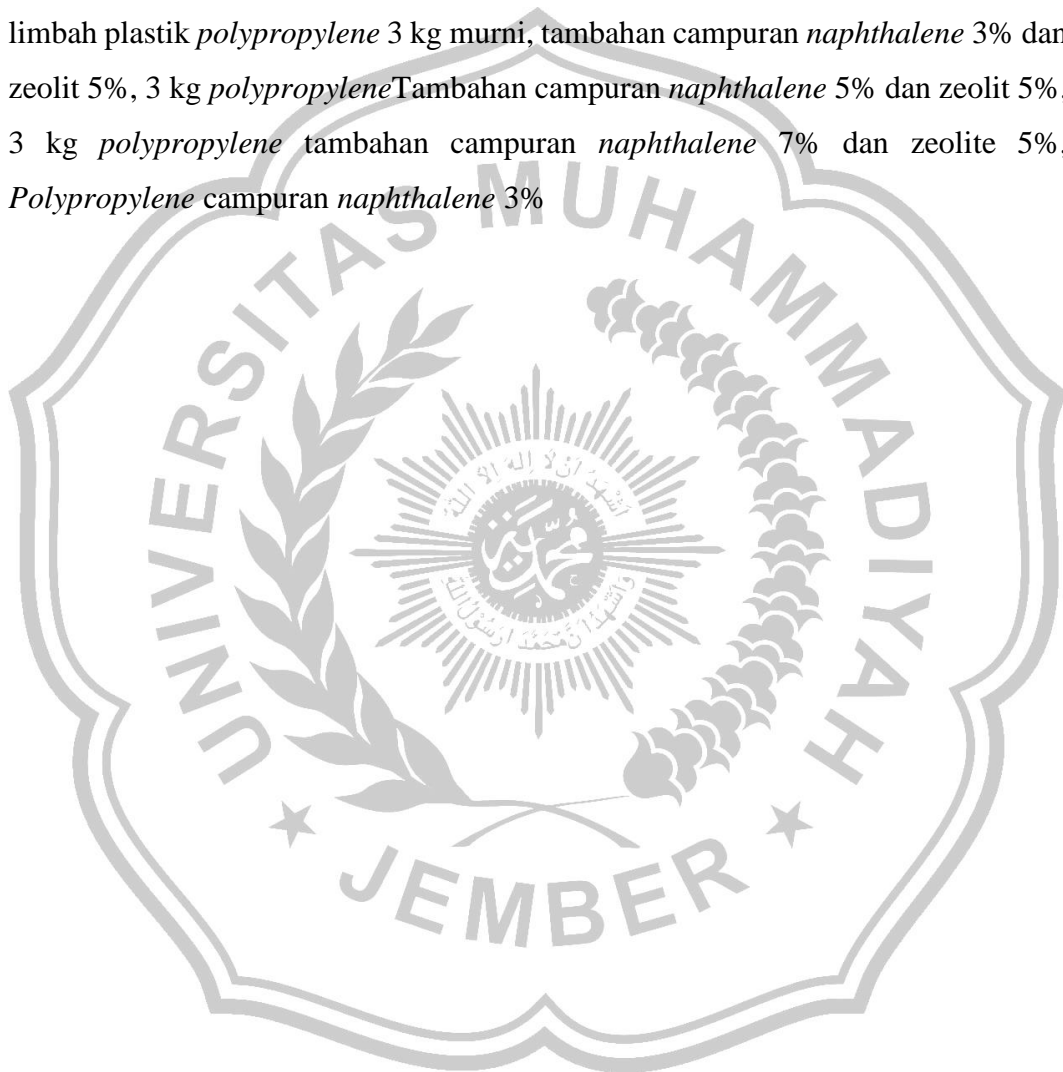 limbah plastik polypropylene 3 kg murni, tambahan campuran naphthalene 3% dan
zeolit 5%, 3 kg polypropyleneTambahan campuran naphthalene 5% dan zeolit 5%,
3 kg polypropylene tambahan campuran naphthalene 7% dan zeolite 5%,
Polypropylene campuran naphthalene 3%
UNIVERSITAS MUHAMMADIYAH
JEMBER